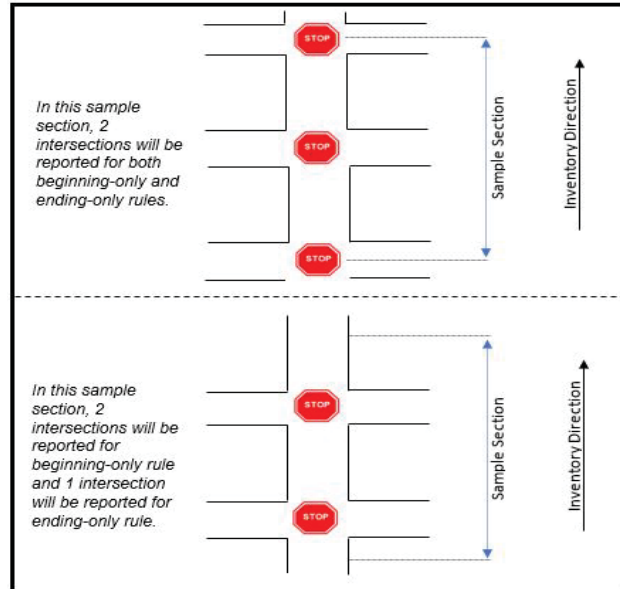 In this sample
section, 2
intersections will be
reported for both
beginning-only and
ending-only rules.
STOP
STOP
STOP
Sample Section
Inventory Direction
In this sample
section, 2
intersections will be
reported for
beginning-only rule
and 1 intersection
will be reported for
ending-only rule.
STOP
STOP
Sample Section
Inventory Direction